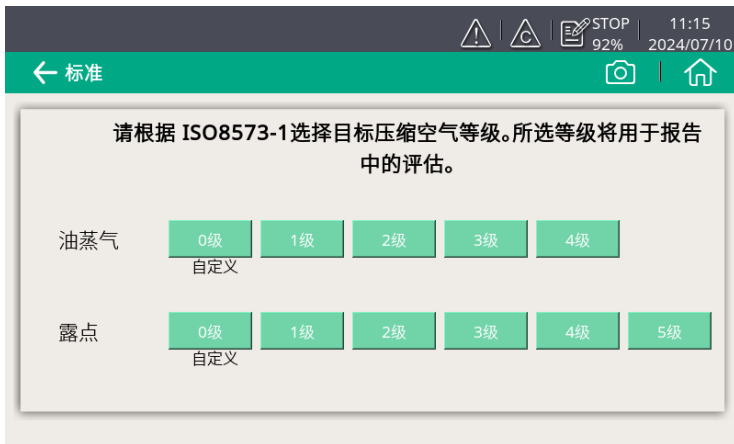 STOP 11:15
92% 2024/07/10
标准
请根据 ISO8573-1选择目标压缩空气等级。所选等级将用于报告
中的评估。
油蒸气 0级 1级 2级 3级 4级
自定义
露点 0级 1级 2级 3级 4级 5级
自定义